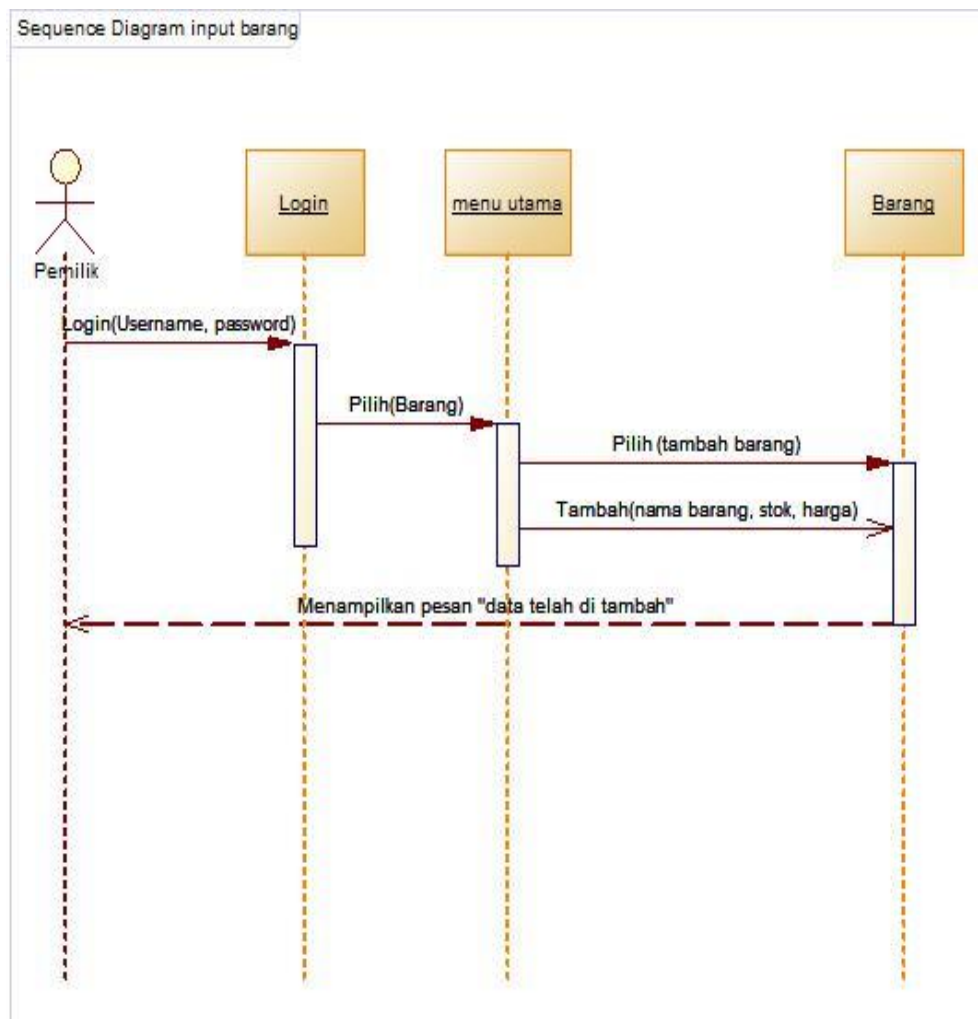 Sequence Diagram input barang
Login
menu utama
Barang
Pemilik
Login(Username, password)
Pilih(Barang)
Pilih (tambah barang)
Tambah(nama barang, stok, harga)
Menampilkan pesan "data telah di tambah"